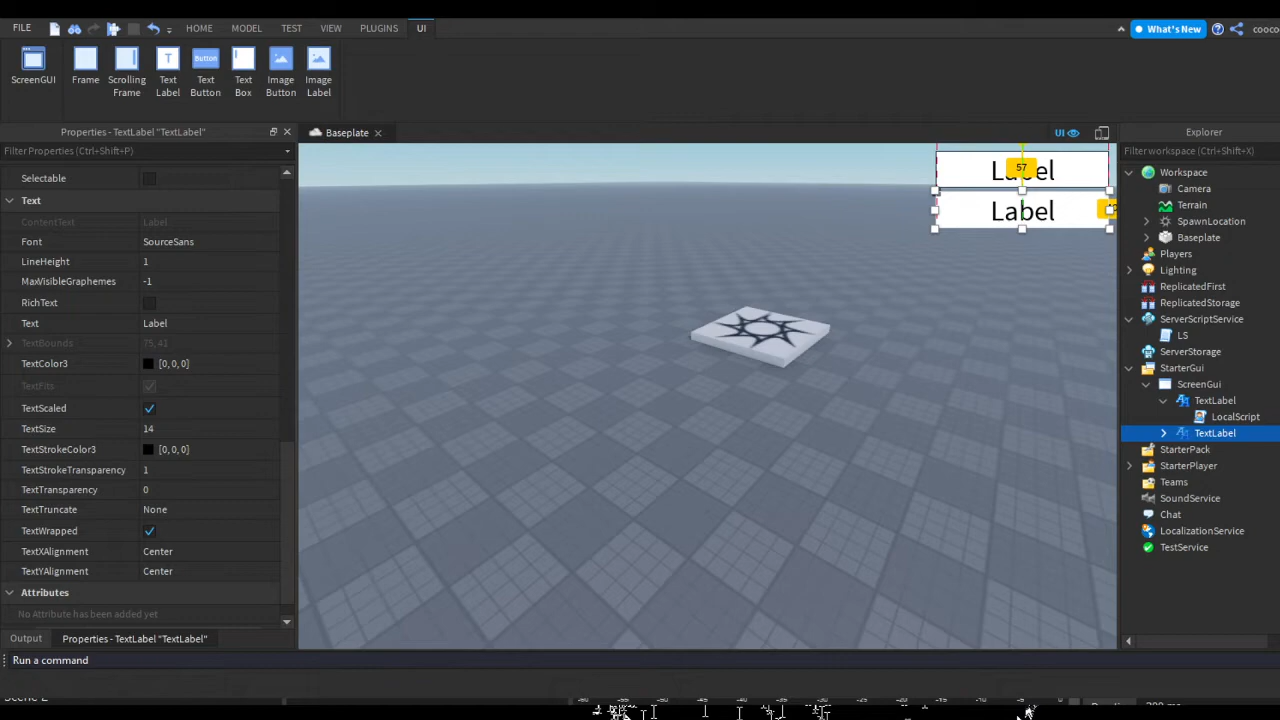 FILE HOME MODEL TEST VIEW PLUGINS UI What's New cooco
ScreenGUI Frame Scrolling Frame Text Label Text Button Text Box Image Button Image Label
Properties - TextLabel "TextLabel"
Filter Properties (Ctrl+Shift+P)
Selectable
Text
ContentText Label
Font SourceSans
LineHeight 1
MaxVisibleGraphemes -1
RichText
Text Label
TextBounds 75, 41
TextColor3 [0, 0, 0]
TextFits
TextScaled
TextSize 14
TextStrokeColor3 [0, 0, 0]
TextStrokeTransparency 1
TextTransparency 0
TextTruncate None
TextWrapped
TextXAlignment Center
TextYAlignment Center
Attributes
No Attribute has been added yet
Output Properties - TextLabel "TextLabel"
Run a command
Baseplate
UI
Label
57
Label
Explorer
Filter workspace (Ctrl+Shift+X)
Workspace
Camera
Terrain
SpawnLocation
Baseplate
Players
Lighting
ReplicatedFirst
ReplicatedStorage
ServerScriptService
LS
ServerStorage
StarterGui
ScreenGui
TextLabel
LocalScript
TextLabel
StarterPack
StarterPlayer
Teams
SoundService
Chat
LocalizationService
TestService